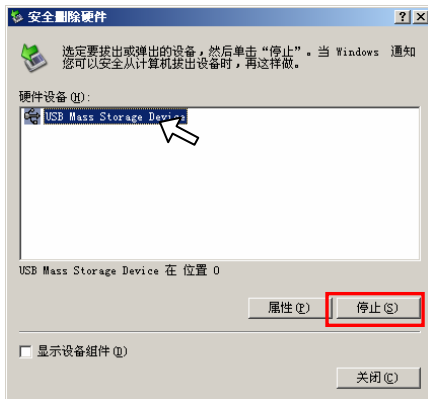 安全删除硬件
选定要拔出或弹出的设备，然后单击“停止”。当 Windows 通知
您可以安全从计算机拔出设备时，再这样做。
硬件设备(H):
USB Mass Storage Device
USB Mass Storage Device 在 位置 0
属性(P)
停止(S)
显示设备组件(D)
关闭(C)